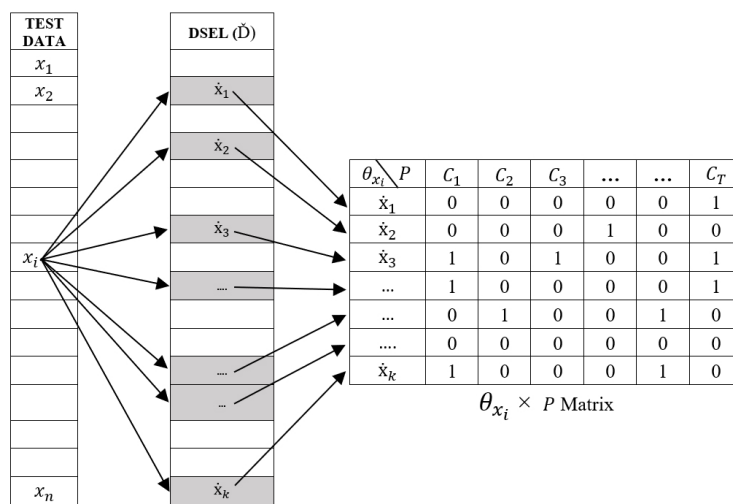 TEST
DATA
x₁
x₂
xᵢ
xₙ
DSEL (Ď)
ẋ₁
ẋ₂
ẋ₃
....
....
...
ẋₖ
θₓᵢ \ P C₁ C₂ C₃ ... ... C_T
ẋ₁ 0 0 0 0 0 1
ẋ₂ 0 0 0 1 0 0
ẋ₃ 1 0 1 0 0 1
... 1 0 0 0 0 1
... 0 1 0 0 1 0
.... 0 0 0 0 0 0
ẋₖ 1 0 0 0 1 0
θₓᵢ × P Matrix